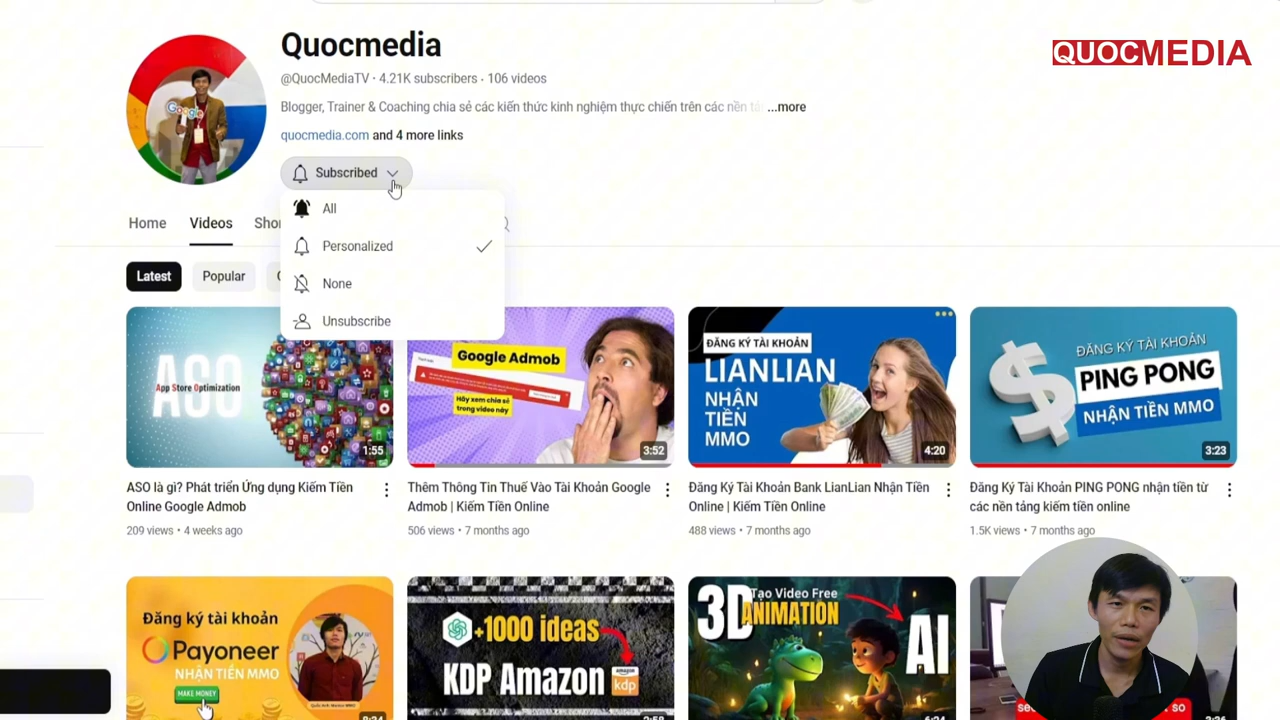 QUOCMEDIA
Quocmedia
@QuocMediaTV · 4.21K subscribers · 106 videos
Blogger, Trainer & Coaching chia sẻ các kiến thức kinh nghiệm thực chiến trên các nền ...more
quocmedia.com and 4 more links
Subscribed
All
Personalized
None
Unsubscribe
Home Videos
Latest Popular
ASO
App Store Optimization
1:55
Google Admob
Hãy xem chia sẻ
trong video này
3:52
ĐĂNG KÝ TÀI KHOẢN
LIANLIAN
NHẬN
TIỀN
MMO
4:20
ĐĂNG KÝ TÀI KHOẢN
PING PONG
NHẬN TIỀN MMO
3:23
ASO là gì? Phát triển Ứng dụng Kiếm Tiền
Online Google Admob
209 views · 4 weeks ago
Thêm Thông Tin Thuế Vào Tài Khoản Google
Admob | Kiếm Tiền Online
506 views · 7 months ago
Đăng Ký Tài Khoản Bank LianLian Nhận Tiền
Online | Kiếm Tiền Online
488 views · 7 months ago
Đăng Ký Tài Khoản PING PONG nhận tiền từ
các nền tảng kiếm tiền online
1.5K views · 7 months ago
Đăng ký tài khoản
Payoneer
NHẬN TIỀN MMO
MAKE MONEY
+1000 ideas
KDP Amazon
amazon
kdp
Tạo Video Free
3D ANIMATION
AI